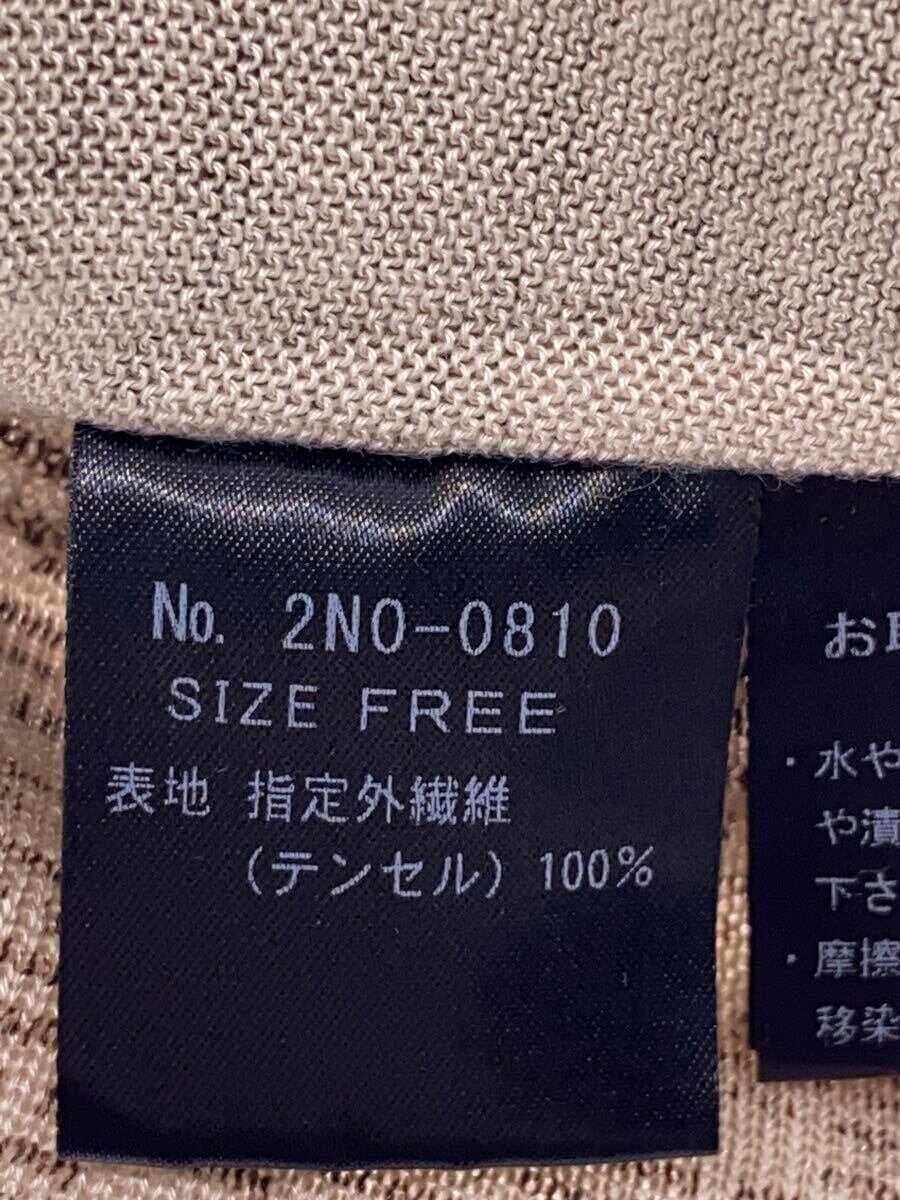 No. 2NO-0810
SIZE FREE
表地 指定外繊維
(テンセル) 100%
お取
・水や
や漬
下さ
・摩擦
移染